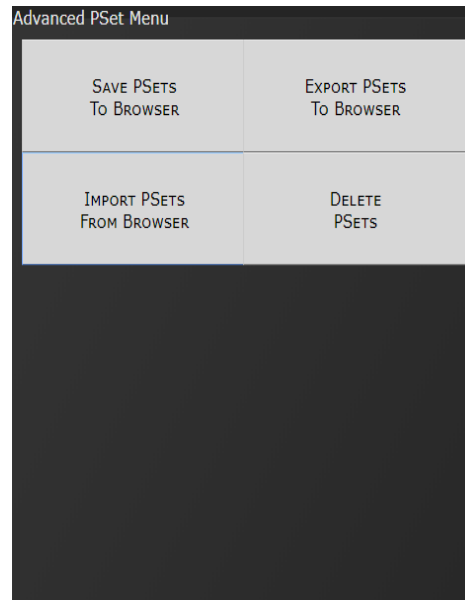 Advanced PSet Menu
Save PSets
To Browser
Export PSets
To Browser
Import PSets
From Browser
Delete
PSets